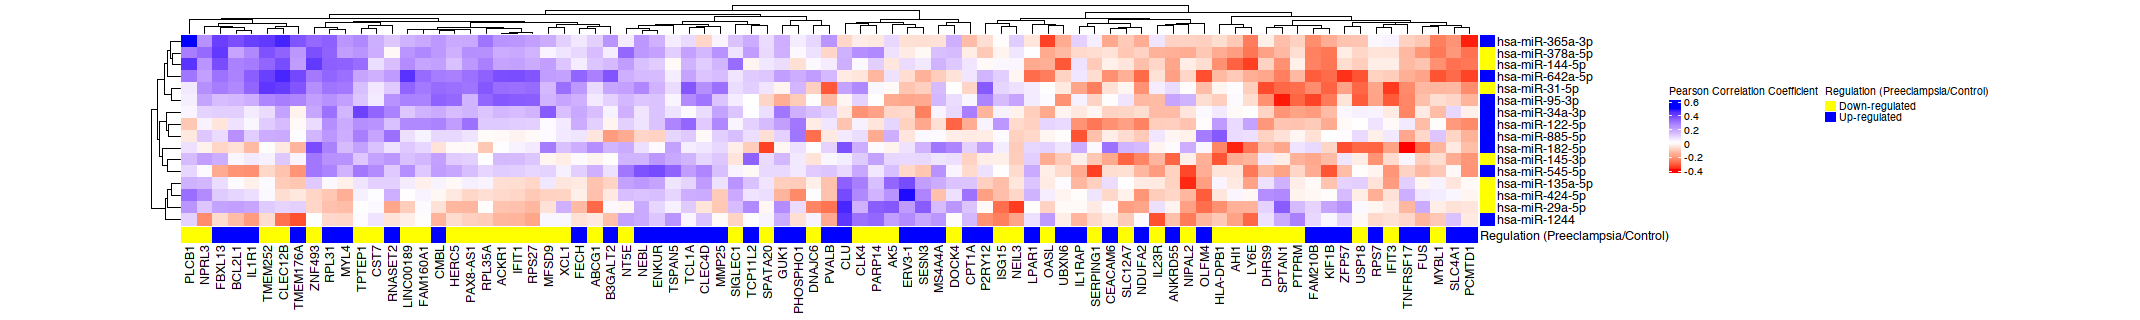 hsa-miR-365a-3p
hsa-miR-378a-5p
hsa-miR-144-5p
hsa-miR-642a-5p
hsa-miR-31-5p
hsa-miR-95-3p
hsa-miR-34a-3p
hsa-miR-122-5p
hsa-miR-885-5p
hsa-miR-182-5p
hsa-miR-145-3p
hsa-miR-545-5p
hsa-miR-135a-5p
hsa-miR-424-5p
hsa-miR-29a-5p
hsa-miR-1244
Regulation (Preeclampsia/Control)
PLCB1
NPRL3
FBXL13
BCL2L1
IL1R1
TMEM252
CLEC12B
TMEM176A
ZNF493
RPL31
MYL4
TPTEP1
CST7
RNASET2
LINC00189
FAM160A1
CMBL
HERC5
PAX8-AS1
RPL35A
ACKR1
IFIT1
RPS27
MFSD9
XCL1
FECH
ABCG1
B3GALT2
NT5E
NEBL
ENKUR
TSPAN5
TCL1A
CLEC4D
MMP25
SIGLEC1
TCP11L2
SPATA20
GUK1
PHOSPHO1
DNAJC6
PVALB
CLU
CLK4
PARP14
AK5
ERV3-1
SESN3
MS4A4A
DOCK4
CPT1A
P2RY12
ISG15
NEIL3
LPAR1
OASL
UBXN6
IL1RAP
SERPING1
CEACAM6
SLC12A7
NDUFA2
IL23R
ANKRD55
NIPAL2
OLFM4
HLA-DPB1
AHI1
LY6E
DHRS9
SPTAN1
PTPRM
FAM210B
KIF1B
ZFP57
USP18
RPS7
IFIT3
TNFRSF17
FUS
MYBL1
SLC4A1
PCMTD1
Pearson Correlation Coefficient
0.6
0.4
0.2
0
-0.2
-0.4
Regulation (Preeclampsia/Control)
Down-regulated
Up-regulated